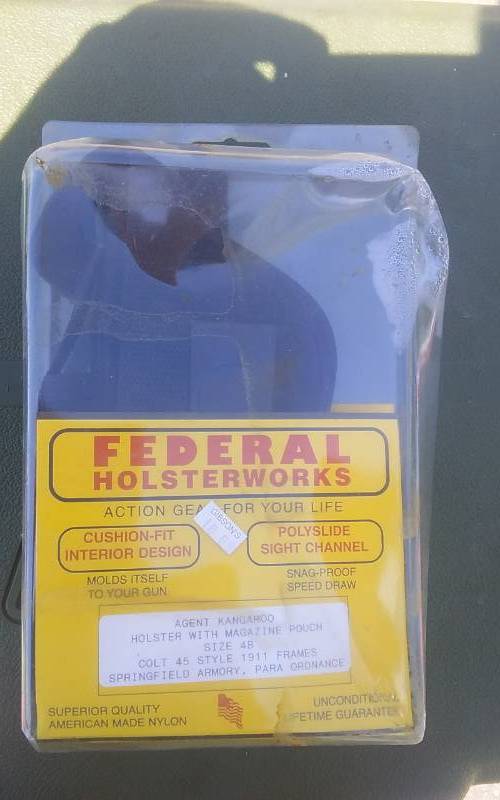 FEDERAL
HOLSTERWORKS
ACTION GEAR FOR YOUR LIFE
GIBSON'S
CUSHION-FIT
INTERIOR DESIGN
POLYSLIDE
SIGHT CHANNEL
MOLDS ITSELF
TO YOUR GUN
SNAG-PROOF
SPEED DRAW
AGENT KANGAROO
HOLSTER WITH MAGAZINE POUCH
SIZE 4B
COLT 45 STYLE 1911 FRAMES
SPRINGFIELD ARMORY, PARA ORDNANCE
SUPERIOR QUALITY
AMERICAN MADE NYLON
UNCONDITIONAL
LIFETIME GUARANTEE